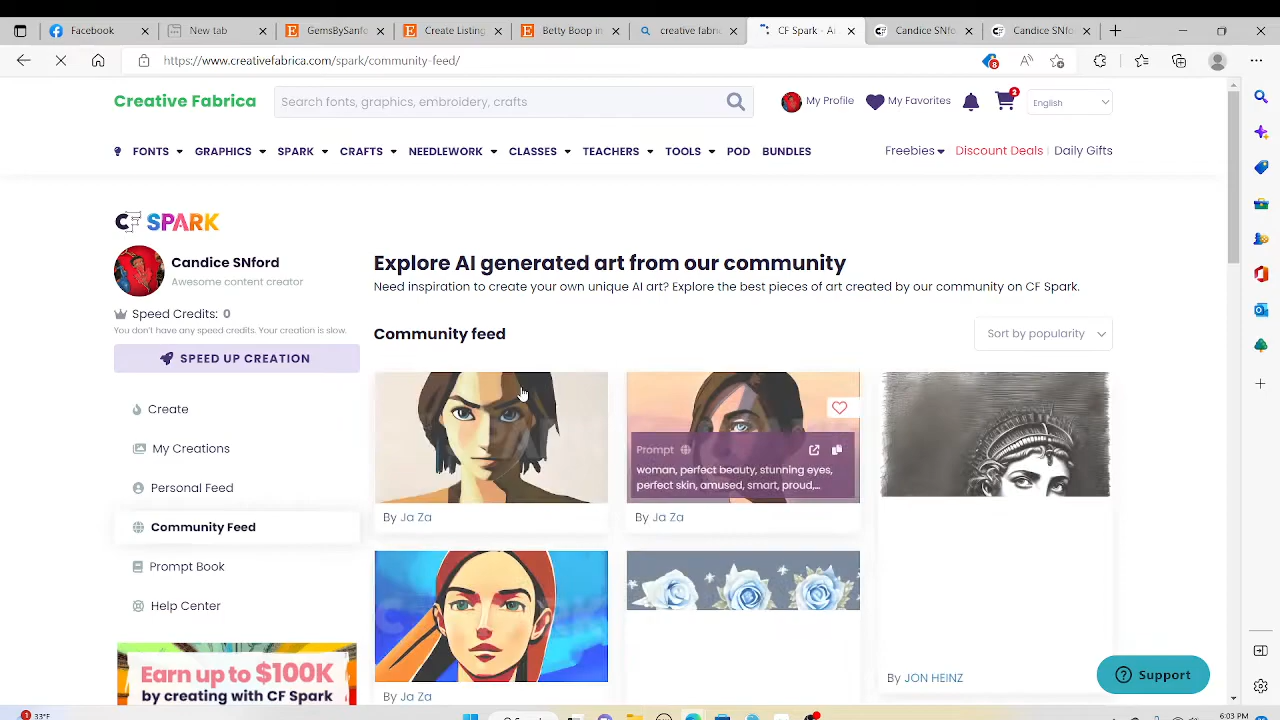 Facebook
New tab
GemsBySanfo
Create Listing
Betty Boop in
creative fabric
CF Spark - Ai
Candice SNfo
Candice SNfo
https://www.creativefabrica.com/spark/community-feed/
8
Creative Fabrica
Search fonts, graphics, embroidery, crafts
My Profile
My Favorites
2
English
FONTS GRAPHICS SPARK CRAFTS NEEDLEWORK CLASSES TEACHERS TOOLS POD BUNDLES
Freebies Discount Deals Daily Gifts
CF SPARK
Candice SNford
Awesome content creator
Speed Credits: 0
You don't have any speed credits. Your creation is slow.
SPEED UP CREATION
Create
My Creations
Personal Feed
Community Feed
Prompt Book
Help Center
Earn up to $100K
by creating with CF Spark
Explore AI generated art from our community
Need inspiration to create your own unique AI art? Explore the best pieces of art created by our community on CF Spark.
Community feed
Sort by popularity
Prompt
woman, perfect beauty, stunning eyes,
perfect skin, amused, smart, proud,...
By Ja Za
By Ja Za
By Ja Za
By JON HEINZ
Support
1
33°F
6:03 PM